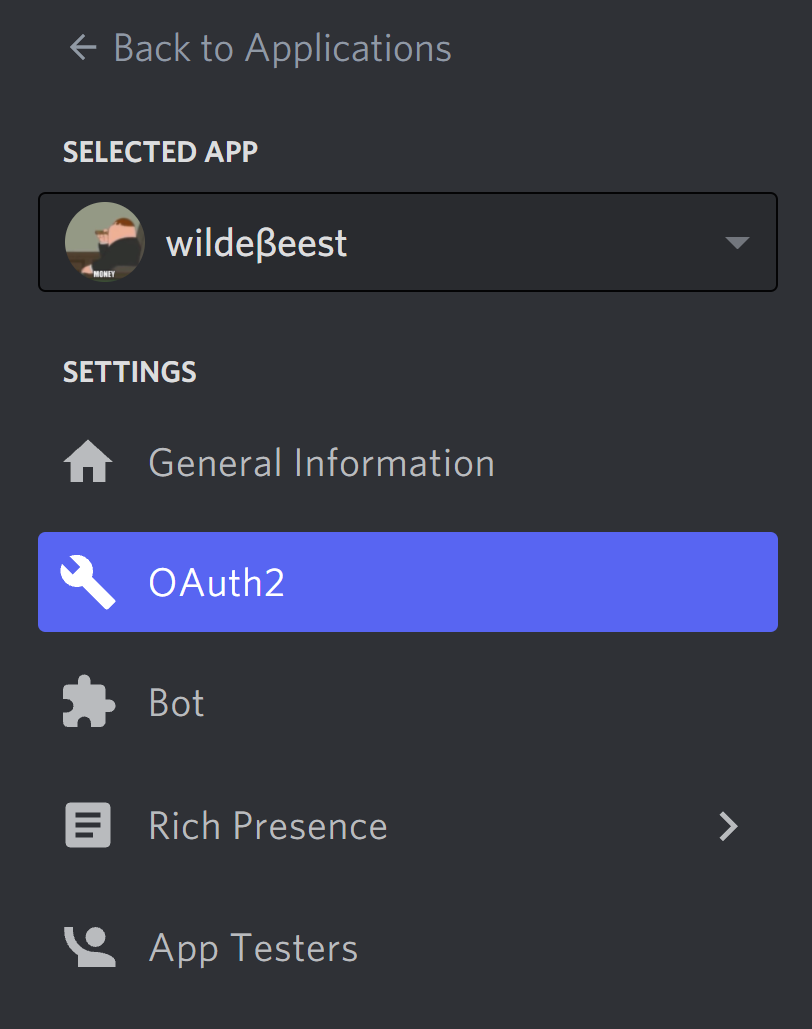 Back to Applications
SELECTED APP
wildeβeest
MONEY
SETTINGS
General Information
OAuth2
Bot
Rich Presence
App Testers